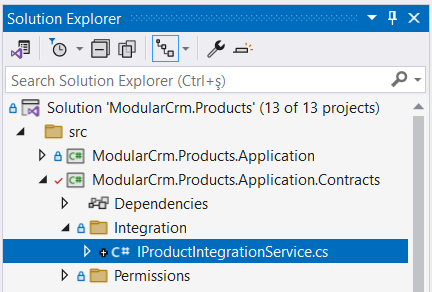 Solution Explorer
Search Solution Explorer (Ctrl+ş)
Solution 'ModularCrm.Products' (13 of 13 projects)
src
C# ModularCrm.Products.Application
C# ModularCrm.Products.Application.Contracts
Dependencies
Integration
C# IProductIntegrationService.cs
Permissions